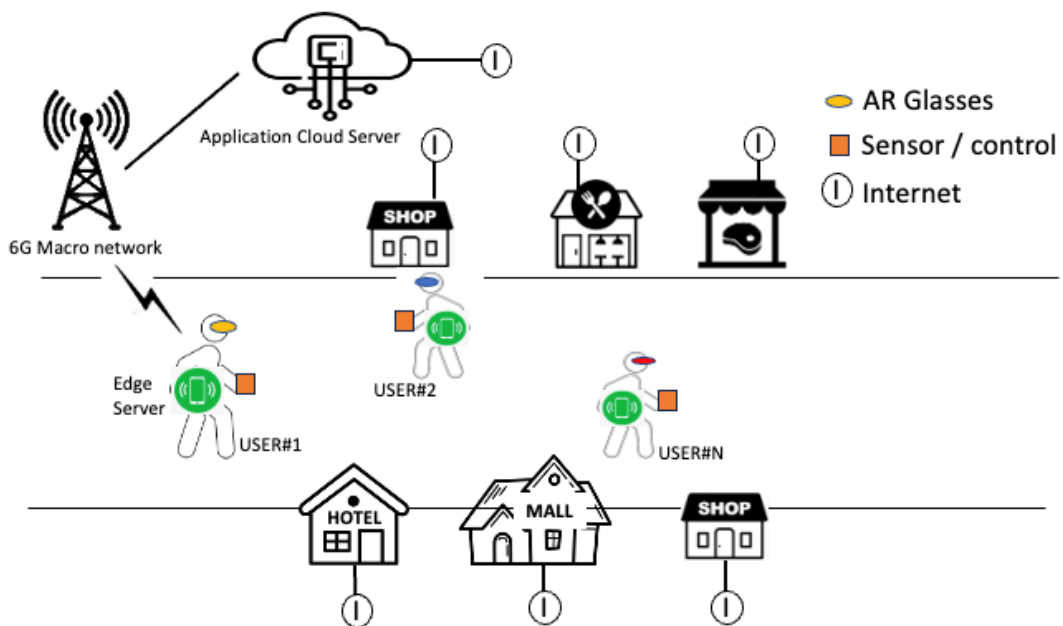 Application Cloud Server
I
AR Glasses
Sensor / control
I Internet
6G Macro network
I
I
I
SHOP
Edge
Server
USER#1
USER#2
USER#N
HOTEL
MALL
SHOP
I
I
I